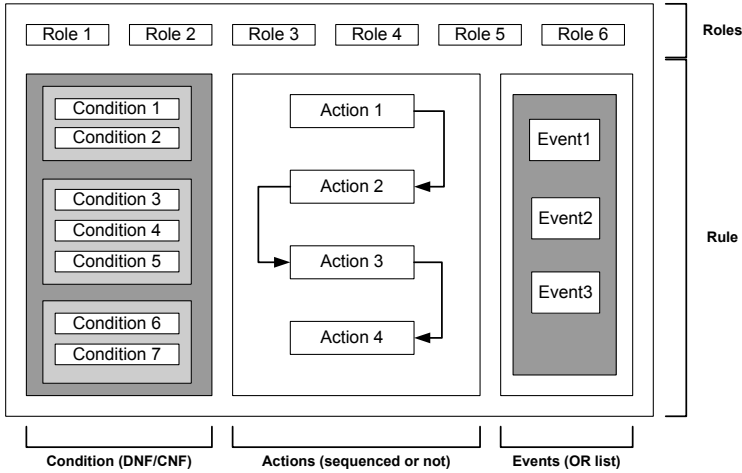 Role 1
Role 2
Role 3
Role 4
Role 5
Role 6
Roles
Condition 1
Condition 2
Condition 3
Condition 4
Condition 5
Condition 6
Condition 7
Action 1
Action 2
Action 3
Action 4
Event1
Event2
Event3
Rule
Condition (DNF/CNF)
Actions (sequenced or not)
Events (OR list)